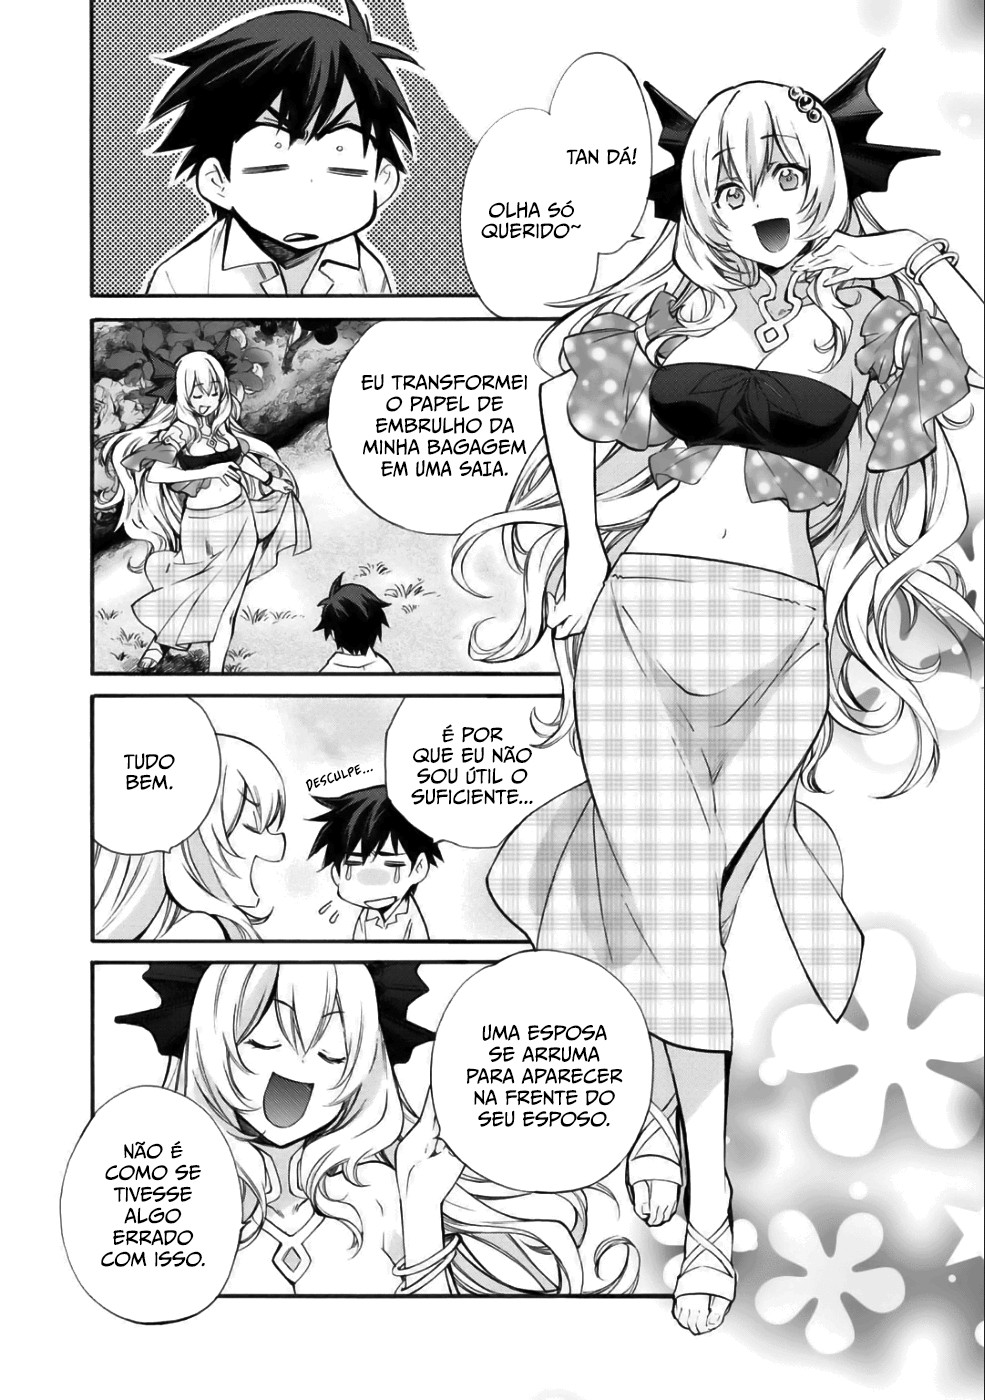 TAN DÁ!
OLHA SÓ
QUERIDO~
EU TRANSFORMEI
O PAPEL DE
EMBRULHO DA
MINHA BAGAGEM
EM UMA SAIA.
É POR
QUE EU NÃO
SOU ÚTIL O
SUFICIENTE...
DESCULPE...
TUDO
BEM.
UMA ESPOSA
SE ARRUMA
PARA APARECER
NA FRENTE DO
SEU ESPOSO.
NÃO É
COMO SE
TIVESSE
ALGO
ERRADO
COM ISSO.